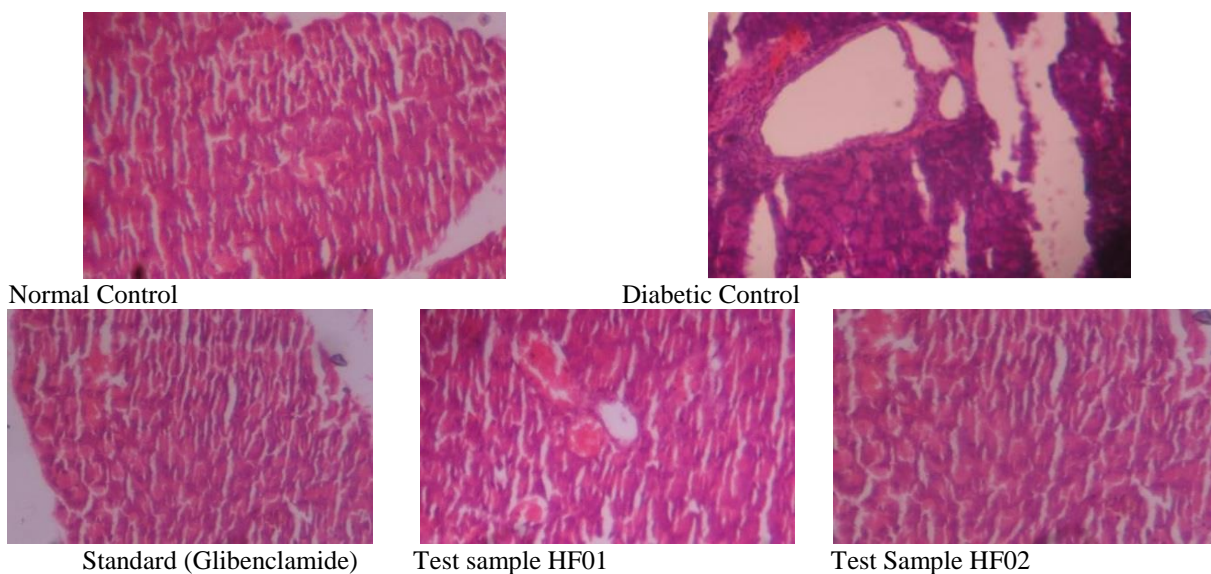 Normal Control
Diabetic Control
Standard (Glibenclamide)
Test sample HF01
Test Sample HF02